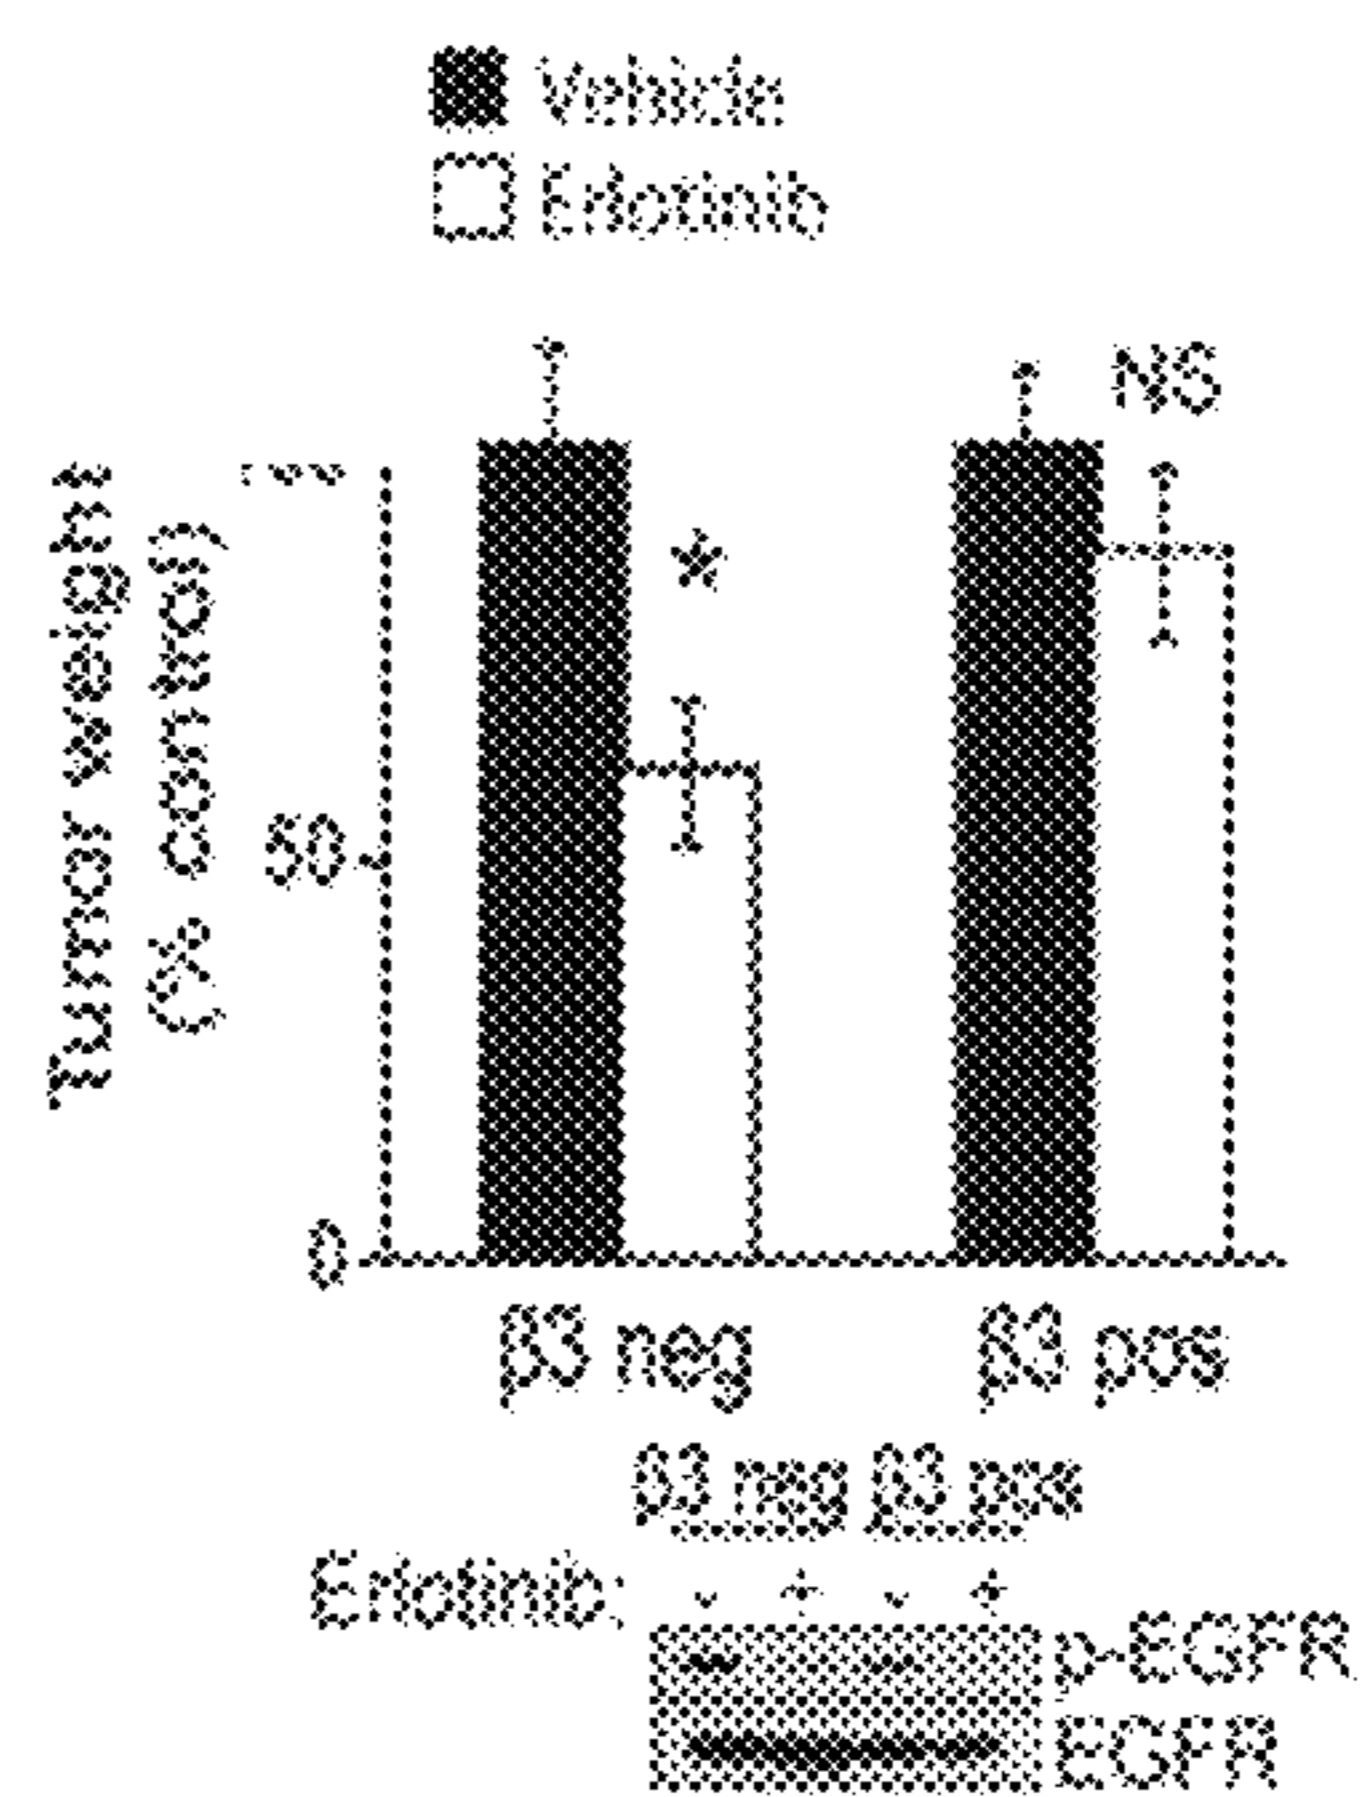 Vehicle
Erlotinib
Tumor weight
(% control)
50
0
*
NS
β3 neg β3 pos
β3 neg β3 pos
Erlotinib: - + - +
p-EGFR
EGFR